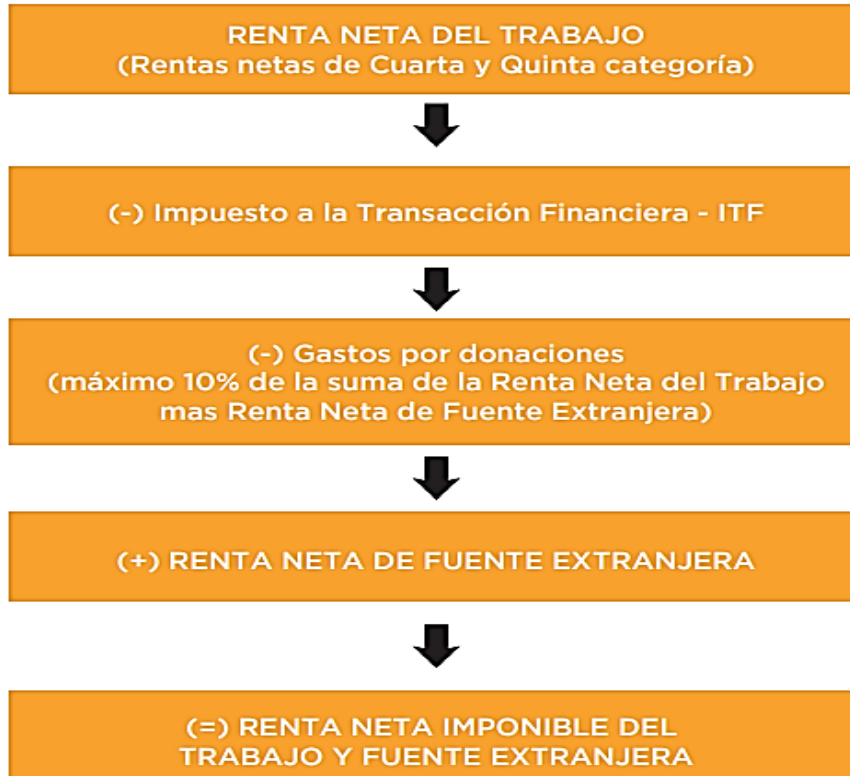 RENTA NETA DEL TRABAJO
(Rentas netas de Cuarta y Quinta categoría)
(-) Impuesto a la Transacción Financiera - ITF
(-) Gastos por donaciones
(máximo 10% de la suma de la Renta Neta del Trabajo
mas Renta Neta de Fuente Extranjera)
(+) RENTA NETA DE FUENTE EXTRANJERA
(=) RENTA NETA IMPONIBLE DEL
TRABAJO Y FUENTE EXTRANJERA